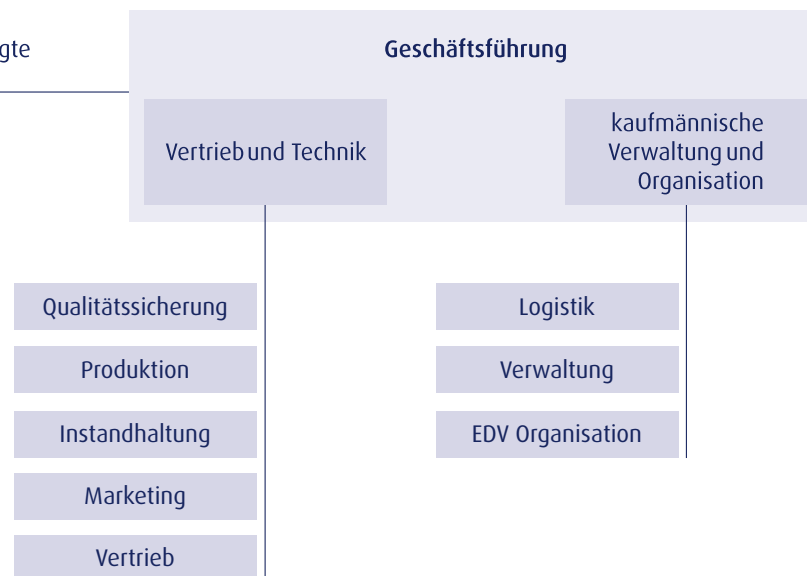 gte
Geschäftsführung
Vertrieb und Technik
kaufmännische
Verwaltung und
Organisation
Qualitätssicherung
Produktion
Instandhaltung
Marketing
Vertrieb
Logistik
Verwaltung
EDV Organisation